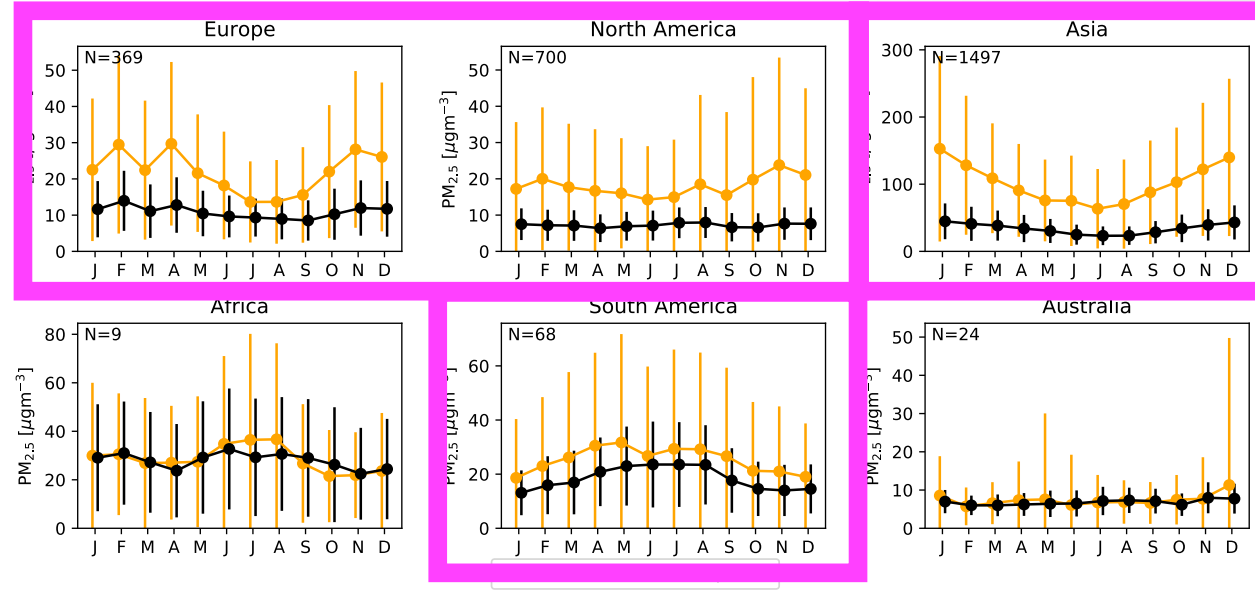 Europe
N=369
50
40
30
20
10
0
J F M A M J J A S O N D
North America
N=700
PM2.5 [μgm−3]
50
40
30
20
10
0
J F M A M J J A S O N D
Asia
N=1497
300
200
100
0
J F M A M J J A S O N D
Africa
N=9
PM2.5 [μgm−3]
80
60
40
20
0
J F M A M J J A S O N D
South America
N=68
PM2.5 [μgm−3]
60
40
20
0
J F M A M J J A S O N D
Australia
N=24
PM2.5 [μgm−3]
50
40
30
20
10
0
J F M A M J J A S O N D